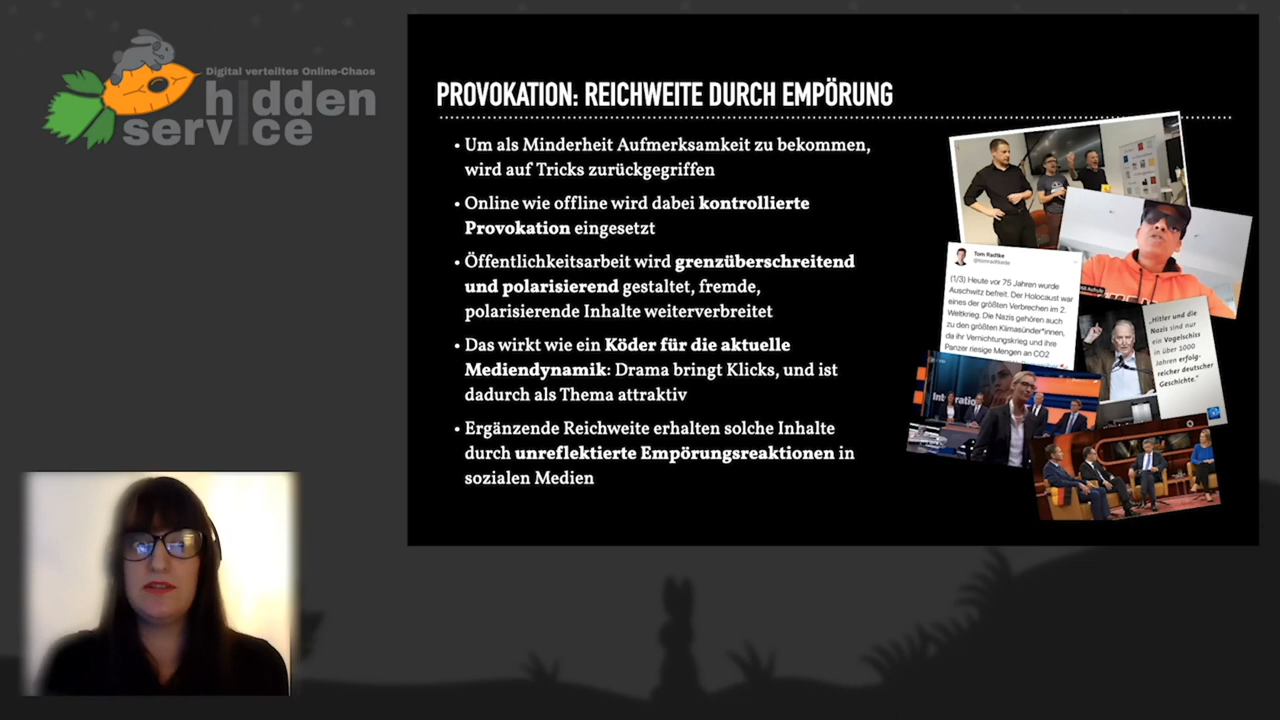 Digital verteiltes Online-Chaos
h|dden
serv|ce
PROVOKATION: REICHWEITE DURCH EMPÖRUNG
• Um als Minderheit Aufmerksamkeit zu bekommen,
wird auf Tricks zurückgegriffen
• Online wie offline wird dabei kontrollierte
Provokation eingesetzt
• Öffentlichkeitsarbeit wird grenzüberschreitend
und polarisierend gestaltet, fremde,
polarisierende Inhalte weiterverbreitet
• Das wirkt wie ein Köder für die aktuelle
Mediendynamik: Drama bringt Klicks, und ist
dadurch als Thema attraktiv
• Ergänzende Reichweite erhalten solche Inhalte
durch unreflektierte Empörungsreaktionen in
sozialen Medien
Tom Radtke
(1/3) Heute vor 75 Jahren wurde
Auschwitz befreit. Der Holocaust war
eines der größten Verbrechen im 2.
Weltkrieg. Die Nazis gehören auch
zu den größten Klimasünder*innen,
da ihr Vernichtungskrieg und ihre
Panzer riesige Mengen an CO2
„Hitler und die
Nazis sind nur
ein Vogelschiss
in über 1000
Jahren erfolg-
reicher deutscher
Geschichte."